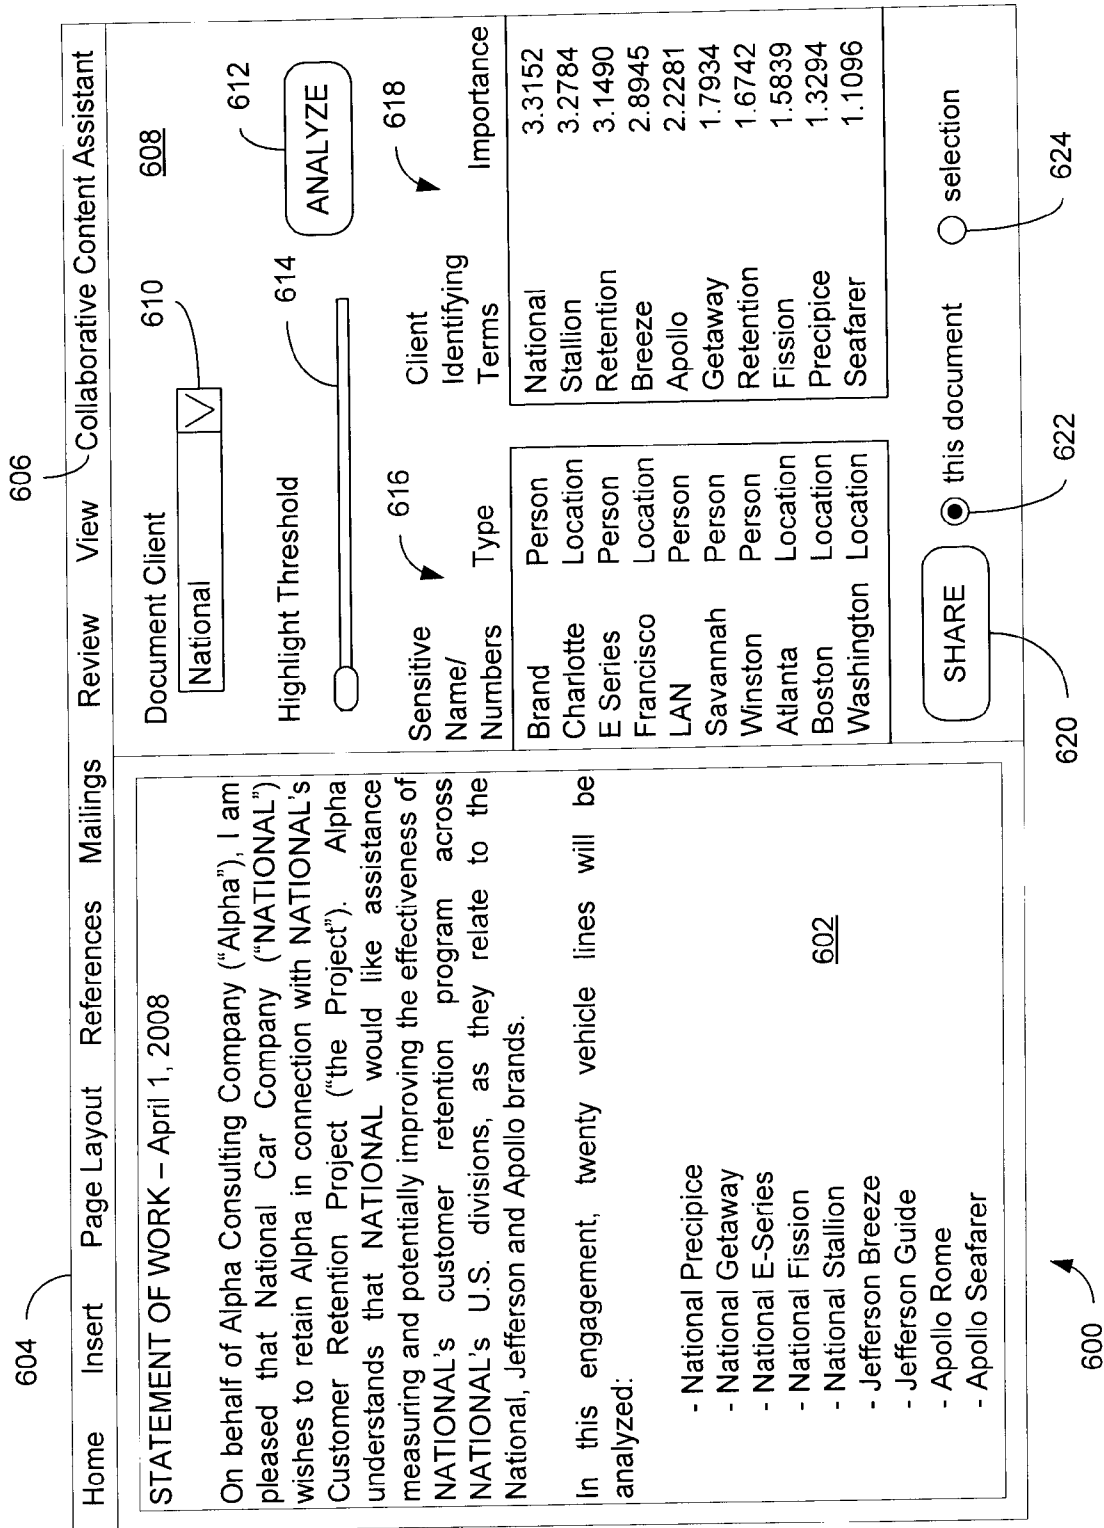 604
606
Home Insert Page Layout References Mailings Review View Collaborative Content Assistant
STATEMENT OF WORK – April 1, 2008
On behalf of Alpha Consulting Company (“Alpha”), I am
pleased that National Car Company (“NATIONAL”)
wishes to retain Alpha in connection with NATIONAL's
Customer Retention Project (“the Project”). Alpha
understands that NATIONAL would like assistance
measuring and potentially improving the effectiveness of
NATIONAL's customer retention program across
NATIONAL's U.S. divisions, as they relate to the
National, Jefferson and Apollo brands.
In this engagement, twenty vehicle lines will be
analyzed:
- National Precipice
- National Getaway
- National E-Series
- National Fission
- National Stallion
- Jefferson Breeze
- Jefferson Guide
- Apollo Rome
- Apollo Seafarer
602
Document Client
610
608
National
Highlight Threshold
614
612
ANALYZE
616
618
Sensitive
Name/
Numbers Type
Brand Person
Charlotte Location
E Series Person
Francisco Location
LAN Person
Savannah Person
Winston Person
Atlanta Location
Boston Location
Washington Location
Client
Identifying
Terms Importance
National 3.3152
Stallion 3.2784
Retention 3.1490
Breeze 2.8945
Apollo 2.2281
Getaway 1.7934
Retention 1.6742
Fission 1.5839
Precipice 1.3294
Seafarer 1.1096
SHARE this document selection
620
622
624
600